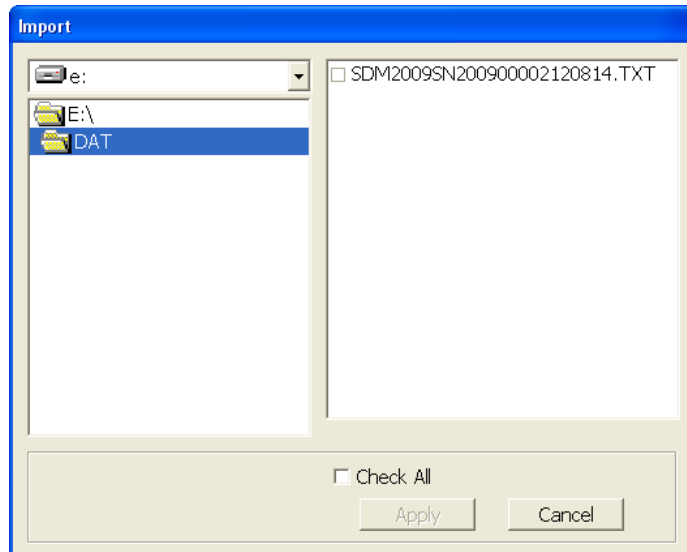 Import
e:
E:\
DAT
SDM2009SN200900002120814.TXT
Check All
Apply
Cancel